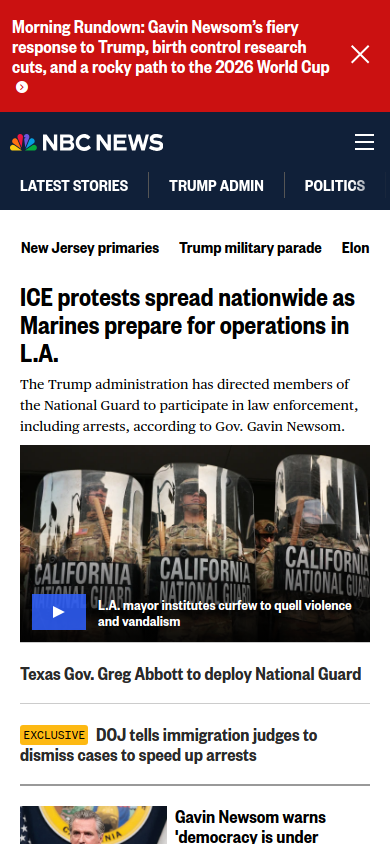 Morning Rundown: Gavin Newsom's fiery
response to Trump, birth control research
cuts, and a rocky path to the 2026 World Cup
NBC NEWS
LATEST STORIES
TRUMP ADMIN
POLITICS
New Jersey primaries
Trump military parade
Elon
ICE protests spread nationwide as
Marines prepare for operations in
L.A.
The Trump administration has directed members of
the National Guard to participate in law enforcement,
including arrests, according to Gov. Gavin Newsom.
CALIFORNIA
NATIONAL GUARD
CALIFORNIA
NATIONAL GUARD
CALIFORNIA
NATIONAL GUARD
L.A. mayor institutes curfew to quell violence
and vandalism
Texas Gov. Greg Abbott to deploy National Guard
EXCLUSIVE DOJ tells immigration judges to
dismiss cases to speed up arrests
Gavin Newsom warns
'democracy is under